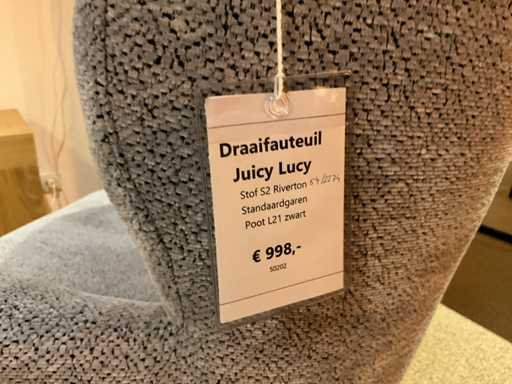 Draaifauteuil
Juicy Lucy
Stof S2 Riverton
Standaardgaren
Poot L21 zwart
€ 998,-
50202